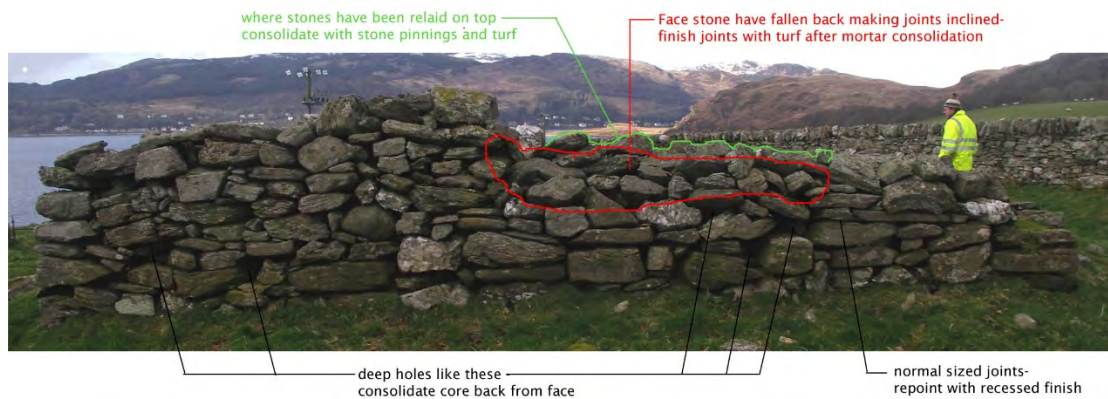 where stones have been relaid on top
consolidate with stone pinnings and turf
Face stone have fallen back making joints inclined-
finish joints with turf after mortar consolidation
deep holes like these
consolidate core back from face
normal sized joints-
repoint with recessed finish